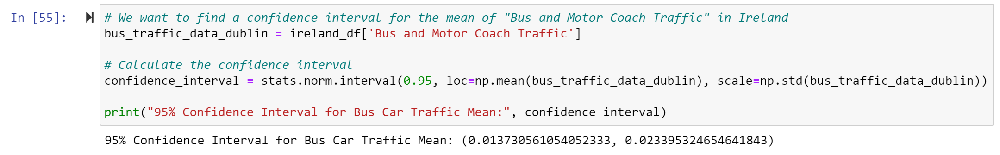 In [55]:
# We want to find a confidence interval for the mean of "Bus and Motor Coach Traffic" in Ireland
bus_traffic_data_dublin = ireland_df['Bus and Motor Coach Traffic']
# Calculate the confidence interval
confidence_interval = stats.norm.interval(0.95, loc=np.mean(bus_traffic_data_dublin), scale=np.std(bus_traffic_data_dublin))
print("95% Confidence Interval for Bus Car Traffic Mean:", confidence_interval)
95% Confidence Interval for Bus Car Traffic Mean: (0.013730561054052333, 0.023395324654641843)